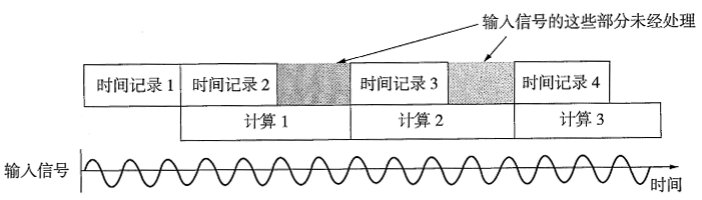 输入信号的这些部分未经处理
时间记录 1 时间记录 2 时间记录 3 时间记录 4
计算 1 计算 2 计算 3
输入信号
时间